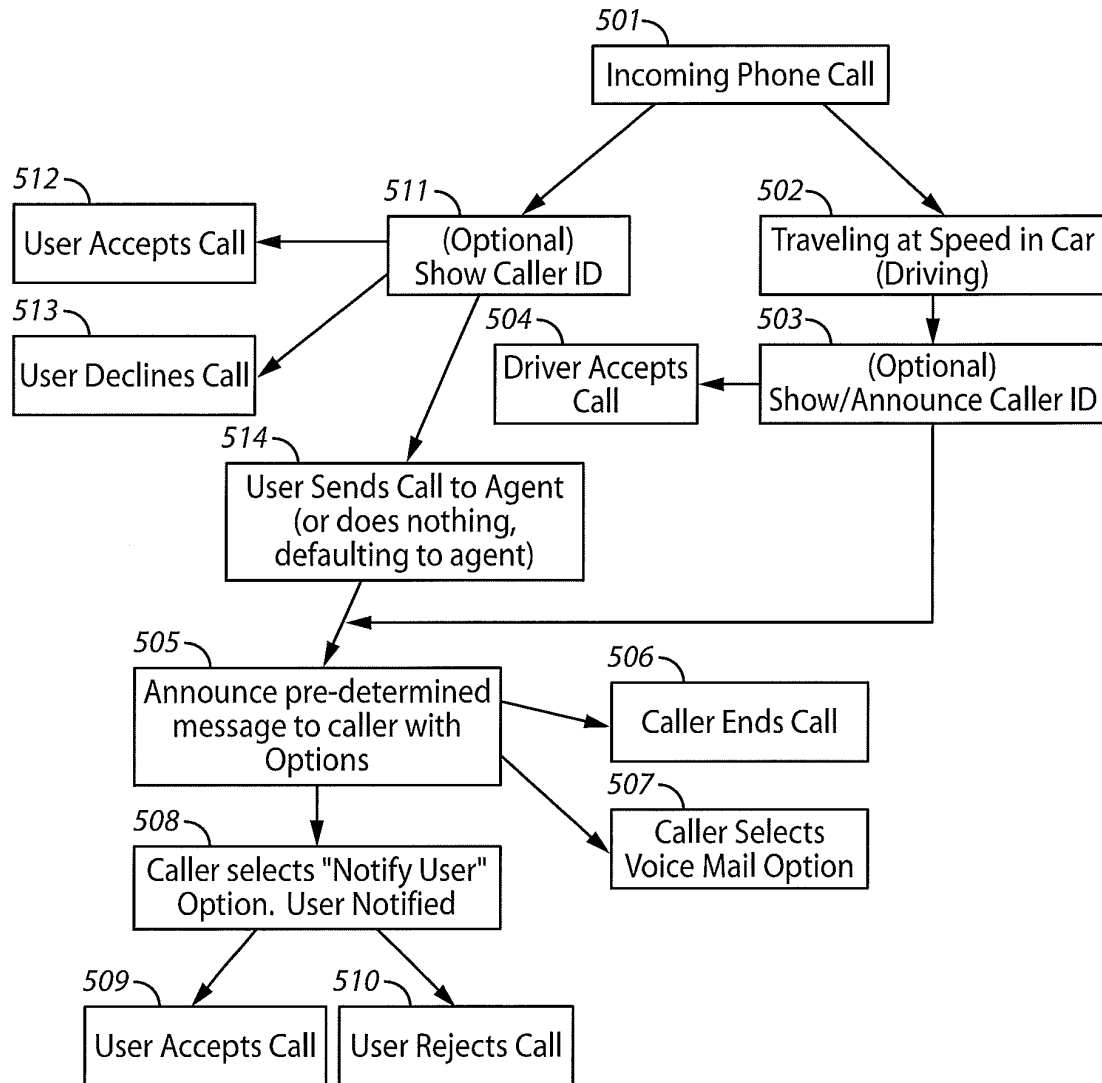 501
Incoming Phone Call
512
User Accepts Call
511
(Optional)
Show Caller ID
502
Traveling at Speed in Car
(Driving)
513
User Declines Call
504
Driver Accepts
Call
503
(Optional)
Show/Announce Caller ID
514
User Sends Call to Agent
(or does nothing,
defaulting to agent)
505
Announce pre-determined
message to caller with
Options
506
Caller Ends Call
507
Caller Selects
Voice Mail Option
508
Caller selects "Notify User"
Option. User Notified
509
User Accepts Call
510
User Rejects Call